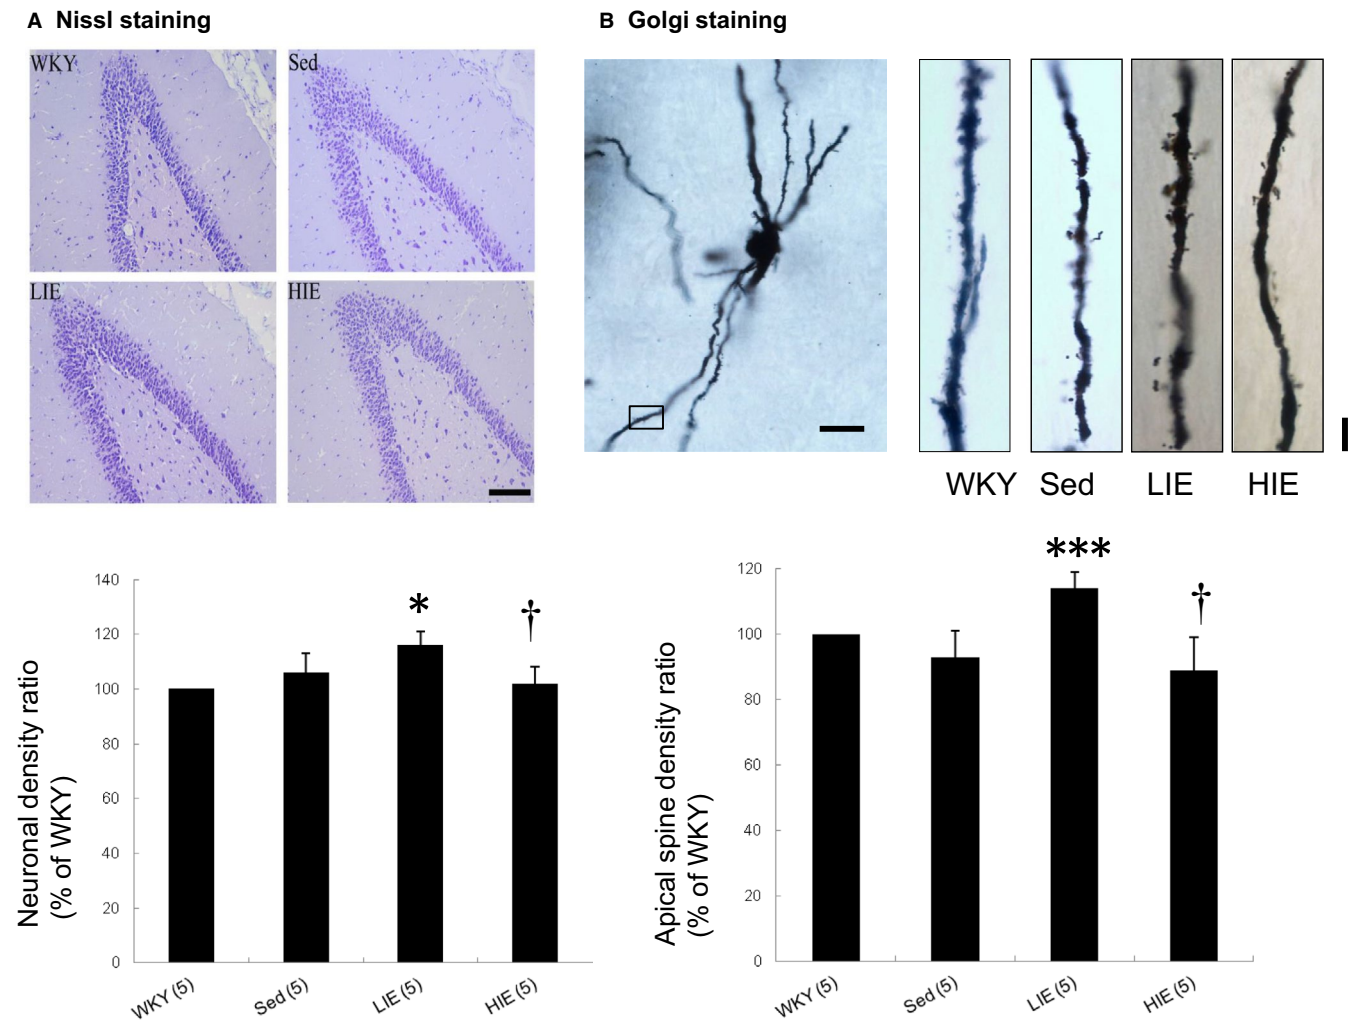 A Nissl staining
B Golgi staining
WKY
Sed
LIE
HIE
WKY Sed LIE HIE
Neuronal density ratio
(% of WKY)
140
120
100
80
60
40
20
0
*
†
WKY (5)
Sed (5)
LIE (5)
HIE (5)
Apical spine density ratio
(% of WKY)
120
100
80
60
40
20
0
***
†
WKY (5)
Sed (5)
LIE (5)
HIE (5)